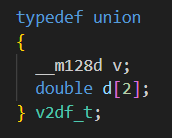 typedef union
{
__m128d v;
double d[2];
} v2df_t;